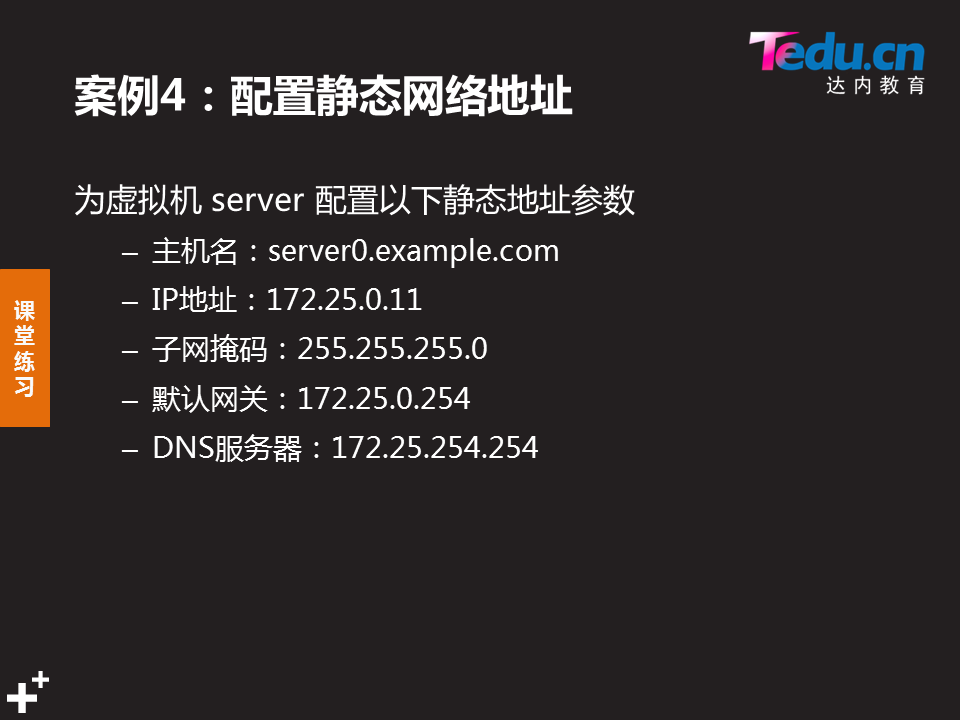 Tedu.cn
达内教育
案例4：配置静态网络地址
为虚拟机 server 配置以下静态地址参数
– 主机名：server0.example.com
– IP地址：172.25.0.11
– 子网掩码：255.255.255.0
– 默认网关：172.25.0.254
– DNS服务器：172.25.254.254
课堂练习